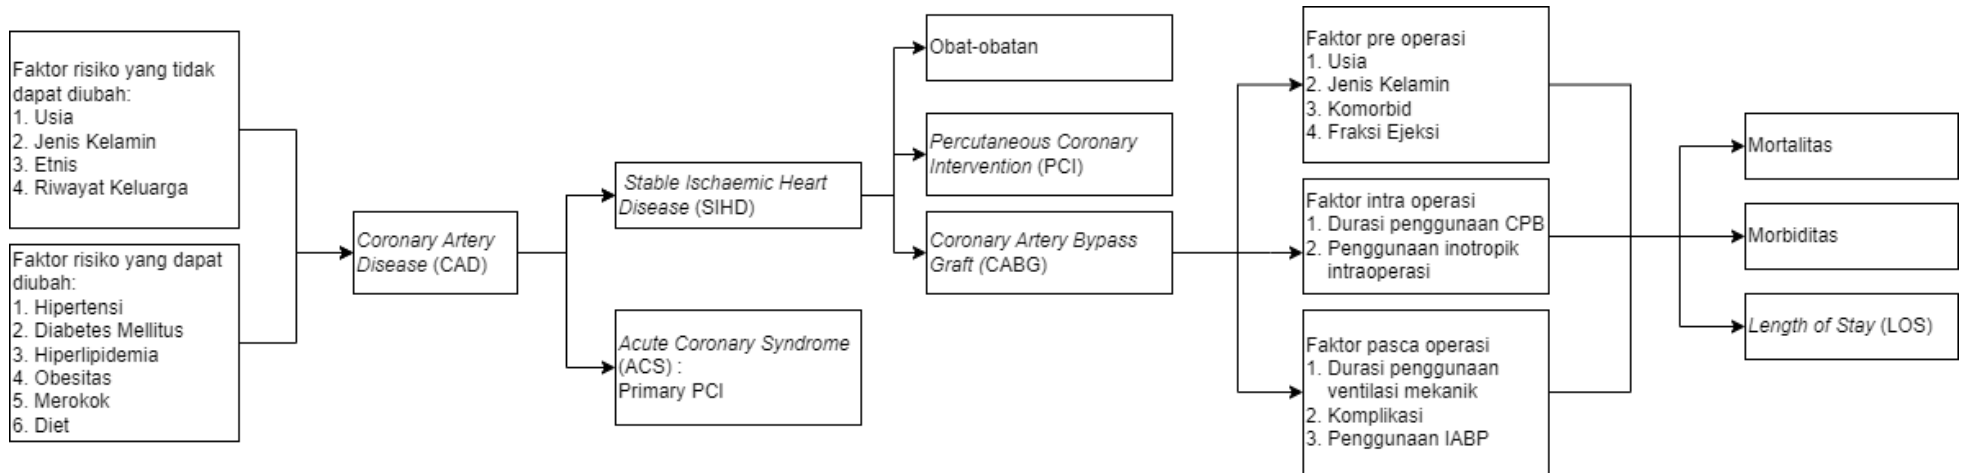 Faktor risiko yang tidak
dapat diubah:
1. Usia
2. Jenis Kelamin
3. Etnis
4. Riwayat Keluarga
Faktor risiko yang dapat
diubah:
1. Hipertensi
2. Diabetes Mellitus
3. Hiperlipidemia
4. Obesitas
5. Merokok
6. Diet
Coronary Artery
Disease (CAD)
Stable Ischaemic Heart
Disease (SIHD)
Acute Coronary Syndrome
(ACS) :
Primary PCI
Obat-obatan
Percutaneous Coronary
Intervention (PCI)
Coronary Artery Bypass
Graft (CABG)
Faktor pre operasi
1. Usia
2. Jenis Kelamin
3. Komorbid
4. Fraksi Ejeksi
Faktor intra operasi
1. Durasi penggunaan CPB
2. Penggunaan inotropik
intraoperasi
Faktor pasca operasi
1. Durasi penggunaan
ventilasi mekanik
2. Komplikasi
3. Penggunaan IABP
Mortalitas
Morbiditas
Length of Stay (LOS)